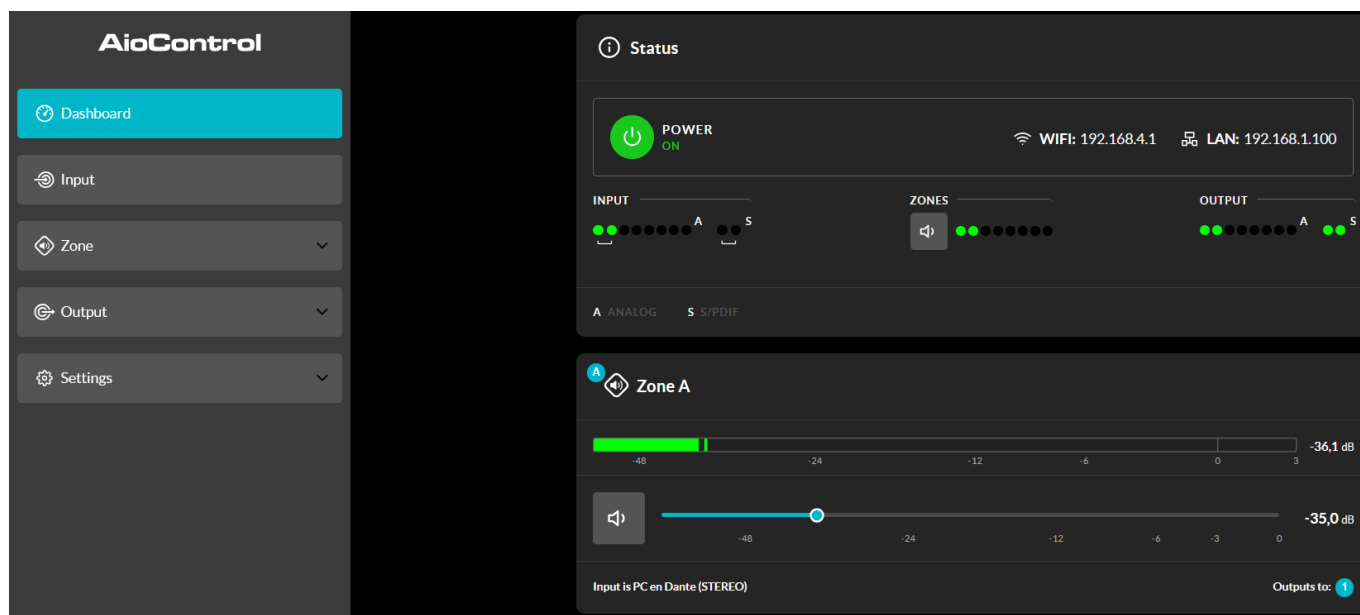 AioControl
Dashboard
Input
Zone
Output
Settings
Status
POWER
ON
WIFI: 192.168.4.1
LAN: 192.168.1.100
INPUT
A
S
ZONES
OUTPUT
A
S
A ANALOG S S/PDIF
A
Zone A
-36,1 dB
-48 -24 -12 -6 0 3
-35,0 dB
-48 -24 -12 -6 -3 0
Input is PC en Dante (STEREO)
Outputs to: 1